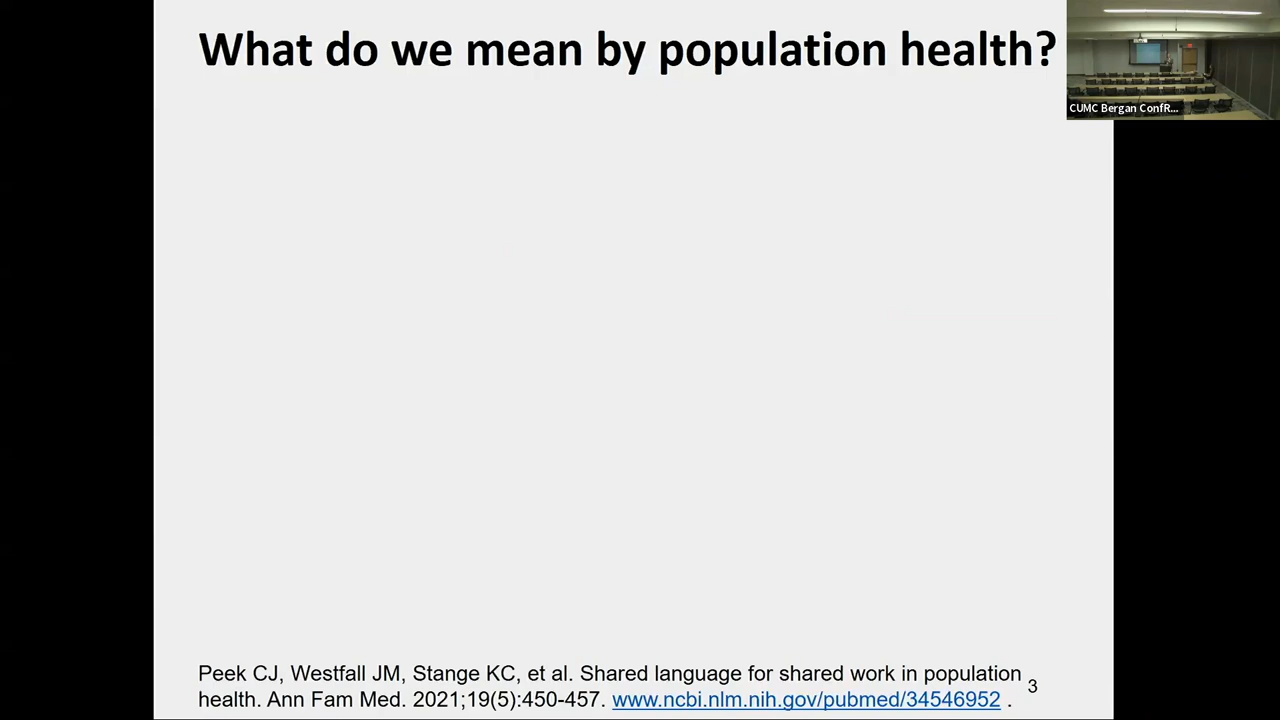 What do we mean by population health?
CUMC Bergan ConfR...
Peek CJ, Westfall JM, Stange KC, et al. Shared language for shared work in population
health. Ann Fam Med. 2021;19(5):450-457. www.ncbi.nlm.nih.gov/pubmed/34546952 .
3